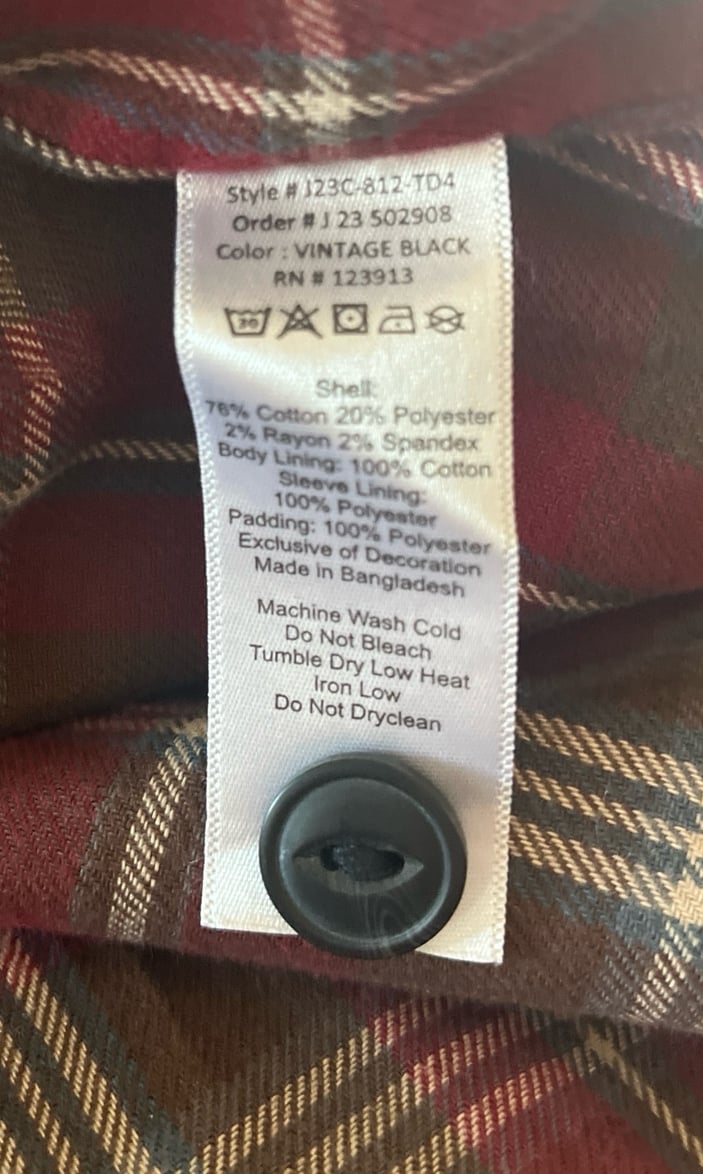 Style # J23C-812-TD4
Order # J 23 502908
Color : VINTAGE BLACK
RN # 123913
30
Shell:
76% Cotton 20% Polyester
2% Rayon 2% Spandex
Body Lining: 100% Cotton
Sleeve Lining:
100% Polyester
Padding: 100% Polyester
Exclusive of Decoration
Made in Bangladesh
Machine Wash Cold
Do Not Bleach
Tumble Dry Low Heat
Iron Low
Do Not Dryclean